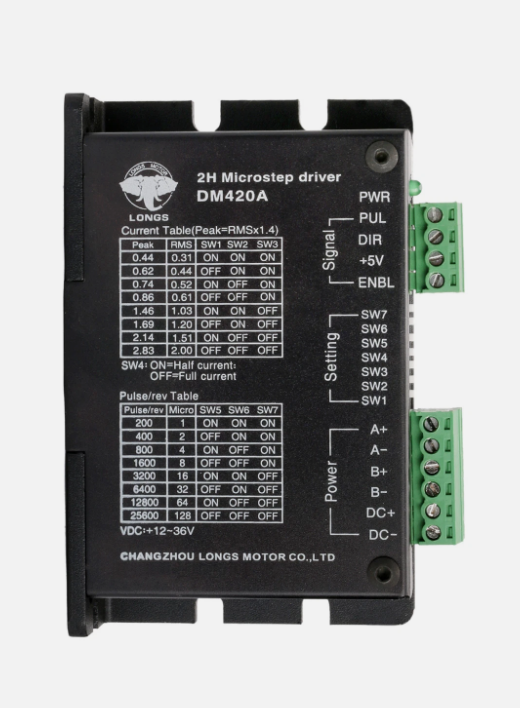 LONGS MOTOR
LONGS
2H Microstep driver
DM420A
Current Table(Peak=RMSx1.4)
Peak RMS SW1 SW2 SW3
0.44 0.31 ON ON ON
0.62 0.44 OFF ON ON
0.74 0.52 ON OFF ON
0.86 0.61 OFF OFF ON
1.46 1.03 ON ON OFF
1.69 1.20 OFF ON OFF
2.14 1.51 ON OFF OFF
2.83 2.00 OFF OFF OFF
SW4: ON=Half current:
OFF=Full current
Pulse/rev Table
Pulse/rev Micro SW5 SW6 SW7
200 1 ON ON ON
400 2 OFF ON ON
800 4 ON OFF ON
1600 8 OFF OFF ON
3200 16 ON ON OFF
6400 32 OFF ON OFF
12800 64 ON OFF OFF
25600 128 OFF OFF OFF
VDC:+12~36V
CHANGZHOU LONGS MOTOR CO.,LTD
PWR
Signal
PUL
DIR
+5V
ENBL
Setting
SW7
SW6
SW5
SW4
SW3
SW2
SW1
Power
A+
A-
B+
B-
DC+
DC-